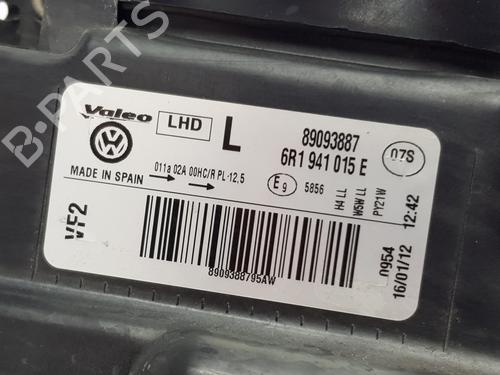 B-PARTS
Valeo
LHD
L
89093887
6R1 941 015 E
07S
011a 02A 00HC/R PL-12,5
E9
5856
MADE IN SPAIN
H4 LL
W5W LL
PY21W
VF2
8909388795AW
0954
16/01/12 12:42